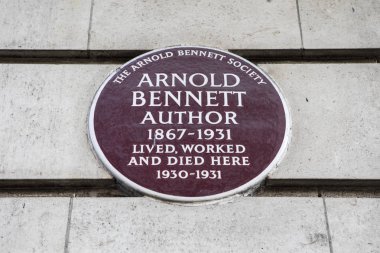 THE ARNOLD BENNETT SOCIETY
ARNOLD
BENNETT
AUTHOR
1867-1931
LIVED, WORKED
AND DIED HERE
1930-1931